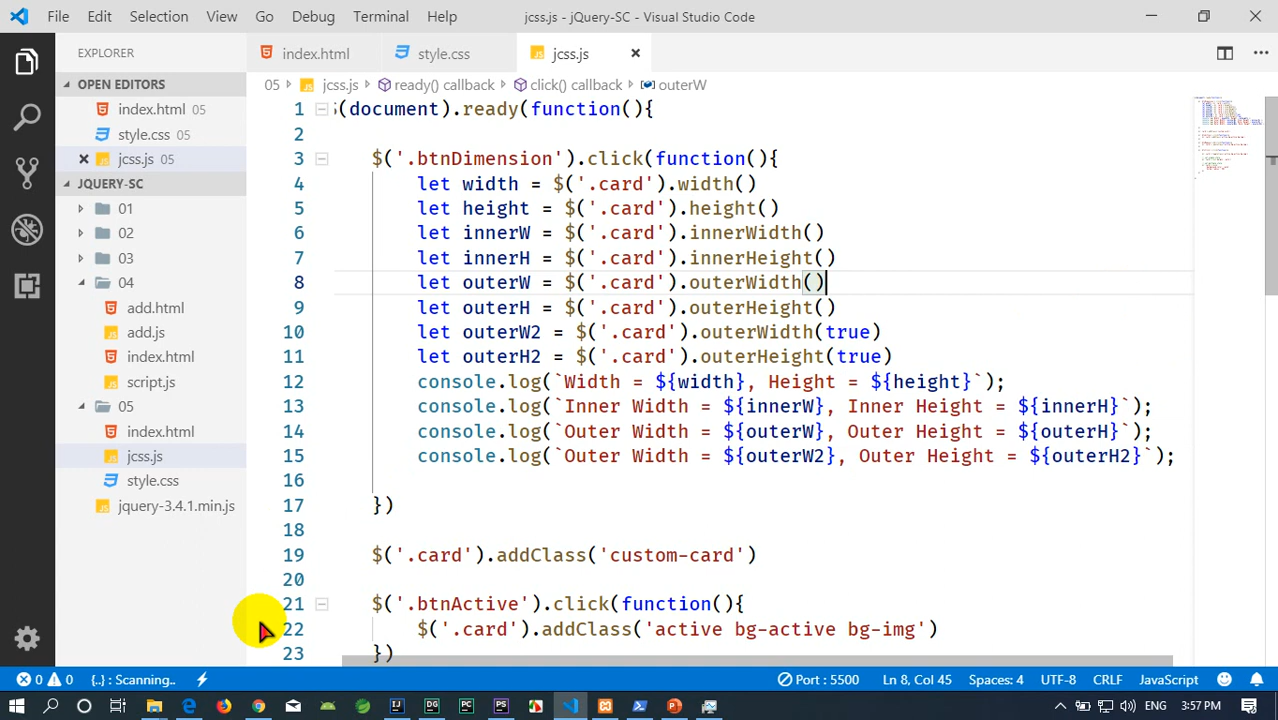 File Edit Selection View Go Debug Terminal Help jcss.js - jQuery-SC - Visual Studio Code
EXPLORER
OPEN EDITORS
index.html 05
style.css 05
jcss.js 05
JQUERY-SC
01
02
03
04
add.html
add.js
index.html
script.js
05
index.html
jcss.js
style.css
jquery-3.4.1.min.js
index.html style.css jcss.js
05 jcss.js ready() callback click() callback outerW
1 $(document).ready(function(){
2
3 $('.btnDimension').click(function(){
4 let width = $('.card').width()
5 let height = $('.card').height()
6 let innerW = $('.card').innerWidth()
7 let innerH = $('.card').innerHeight()
8 let outerW = $('.card').outerWidth()
9 let outerH = $('.card').outerHeight()
10 let outerW2 = $('.card').outerWidth(true)
11 let outerH2 = $('.card').outerHeight(true)
12 console.log(`Width = ${width}, Height = ${height}`);
13 console.log(`Inner Width = ${innerW}, Inner Height = ${innerH}`);
14 console.log(`Outer Width = ${outerW}, Outer Height = ${outerH}`);
15 console.log(`Outer Width = ${outerW2}, Outer Height = ${outerH2}`);
16
17 })
18
19 $('.card').addClass('custom-card')
20
21 $('.btnActive').click(function(){
22 $('.card').addClass('active bg-active bg-img')
23 })
0 0 {..} : Scanning.. Port : 5500 Ln 8, Col 45 Spaces: 4 UTF-8 CRLF JavaScript
IJ DG PC PS ENG 3:57 PM